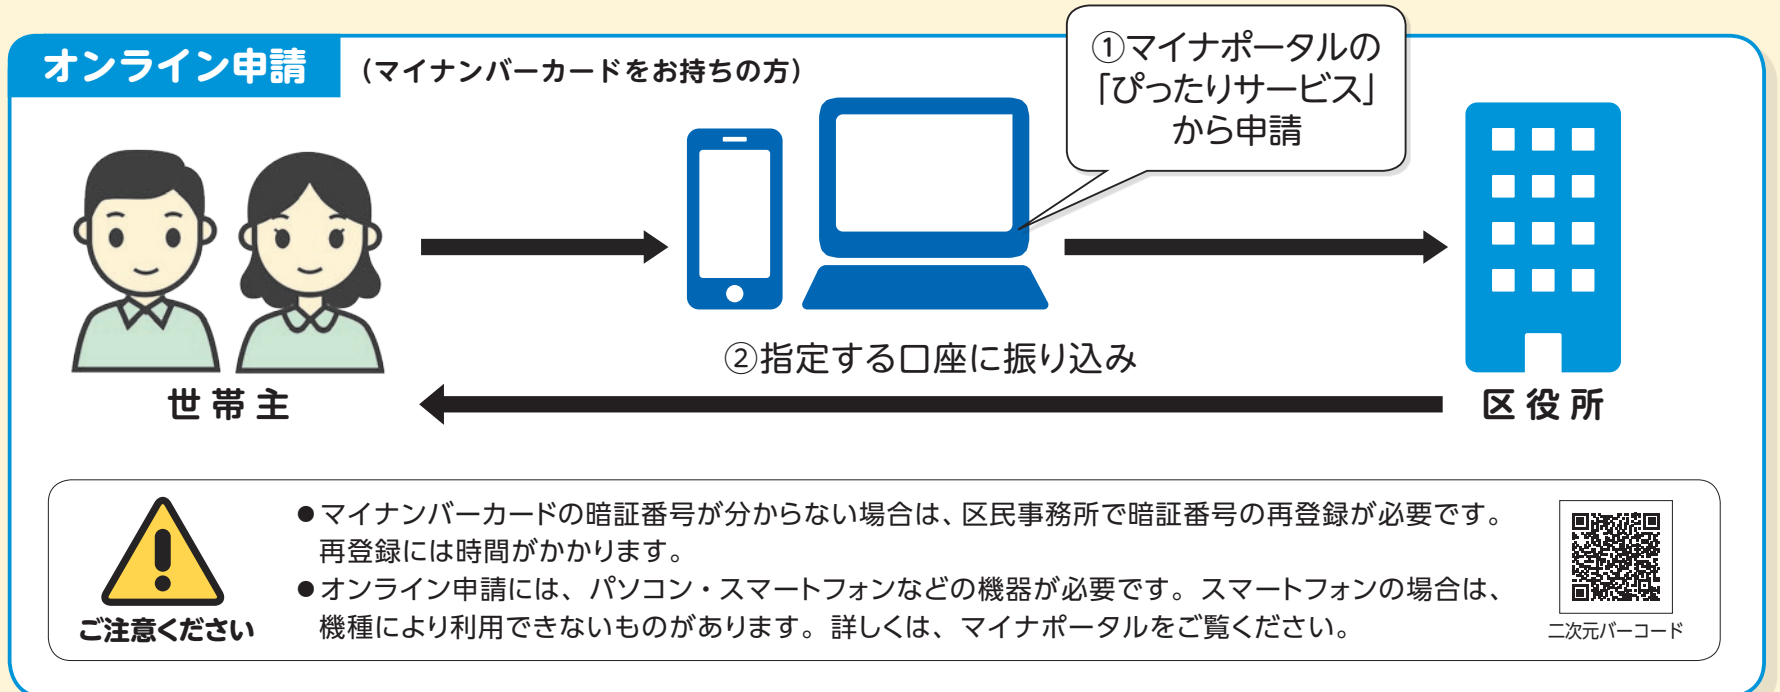 オンライン申請 (マイナンバーカードをお持ちの方)
①マイナポータルの
「ぴったりサービス」
から申請
②指定する口座に振り込み
世帯主
区役所
●マイナンバーカードの暗証番号が分からない場合は、区民事務所で暗証番号の再登録が必要です。
再登録には時間がかかります。
●オンライン申請には、パソコン・スマートフォンなどの機器が必要です。スマートフォンの場合は、
機種により利用できないものがあります。詳しくは、マイナポータルをご覧ください。
ご注意ください
二次元バーコード